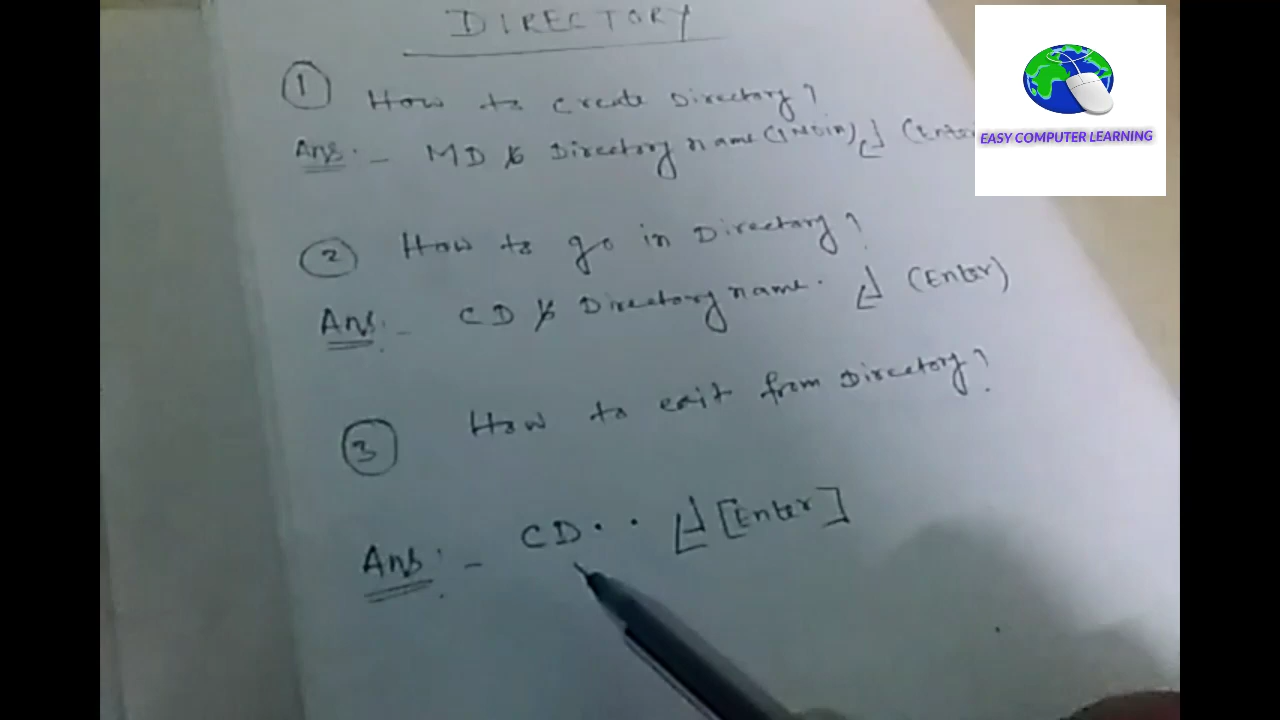 DIRECTORY
1 How to create Directory?
Ans:- MD ␢ Directory name (INDIA) ↵ (Enter
2 How to go in Directory?
Ans:- CD ␢ Directory name. ↵ (Enter)
3 How to exit from Directory?
Ans:- CD.. ↵ [Enter]
EASY COMPUTER LEARNING